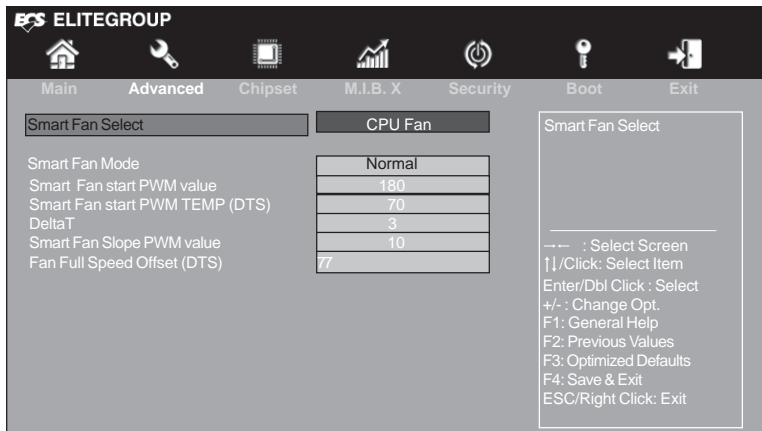 ECS ELITEGROUP
Main Advanced Chipset M.I.B. X Security Boot Exit
Smart Fan Select CPU Fan
Smart Fan Mode Normal
Smart Fan start PWM value 180
Smart Fan start PWM TEMP (DTS) 70
DeltaT 3
Smart Fan Slope PWM value 10
Fan Full Speed Offset (DTS) 77
Smart Fan Select
→← : Select Screen
↑↓/Click: Select Item
Enter/Dbl Click : Select
+/- : Change Opt.
F1: General Help
F2: Previous Values
F3: Optimized Defaults
F4: Save & Exit
ESC/Right Click: Exit